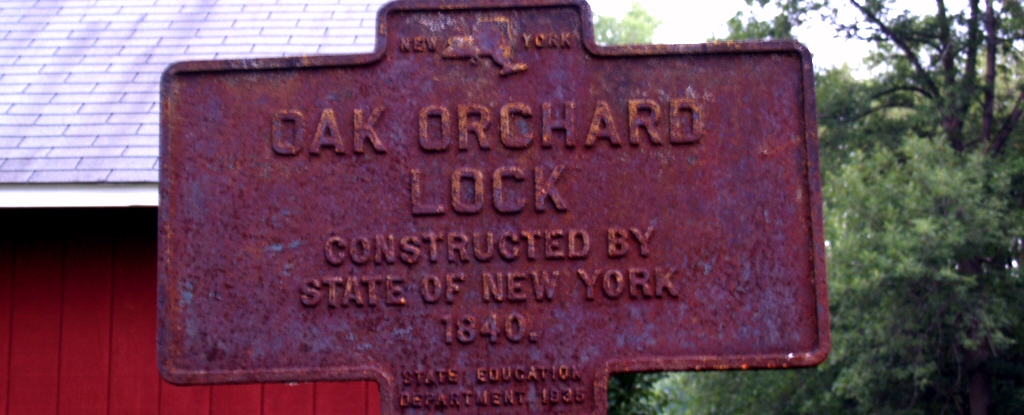 NEW YORK
OAK ORCHARD
LOCK
CONSTRUCTED BY
STATE OF NEW YORK
1840.
STATE EDUCATION
DEPARTMENT 1935